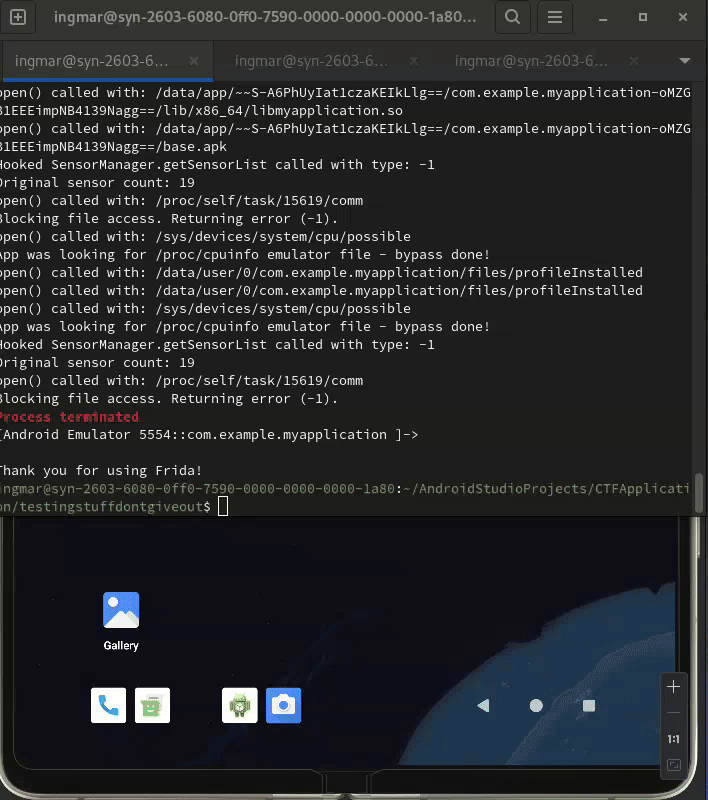 ingmar@syn-2603-6080-0ff0-7590-0000-0000-0000-1a80...
ingmar@syn-2603-6...
ingmar@syn-2603-6...
ingmar@syn-2603-6...
open() called with: /data/app/~~S-A6PhUyIat1czaKEIkLlg==/com.example.myapplication-oMZG
B1EEEimpNB4139Nagg==/lib/x86_64/libmyapplication.so
open() called with: /data/app/~~S-A6PhUyIat1czaKEIkLlg==/com.example.myapplication-oMZG
B1EEEimpNB4139Nagg==/base.apk
Hooked SensorManager.getSensorList called with type: -1
Original sensor count: 19
open() called with: /proc/self/task/15619/comm
Blocking file access. Returning error (-1).
open() called with: /sys/devices/system/cpu/possible
App was looking for /proc/cpuinfo emulator file - bypass done!
open() called with: /data/user/0/com.example.myapplication/files/profileInstalled
open() called with: /data/user/0/com.example.myapplication/files/profileInstalled
open() called with: /sys/devices/system/cpu/possible
App was looking for /proc/cpuinfo emulator file - bypass done!
Hooked SensorManager.getSensorList called with type: -1
Original sensor count: 19
open() called with: /proc/self/task/15619/comm
Blocking file access. Returning error (-1).
Process terminated
[Android Emulator 5554::com.example.myapplication ]->
Thank you for using Frida!
ingmar@syn-2603-6080-0ff0-7590-0000-0000-0000-1a80:~/AndroidStudioProjects/CTFApplicati
on/testingstuffdontgiveout$
Gallery
1:1